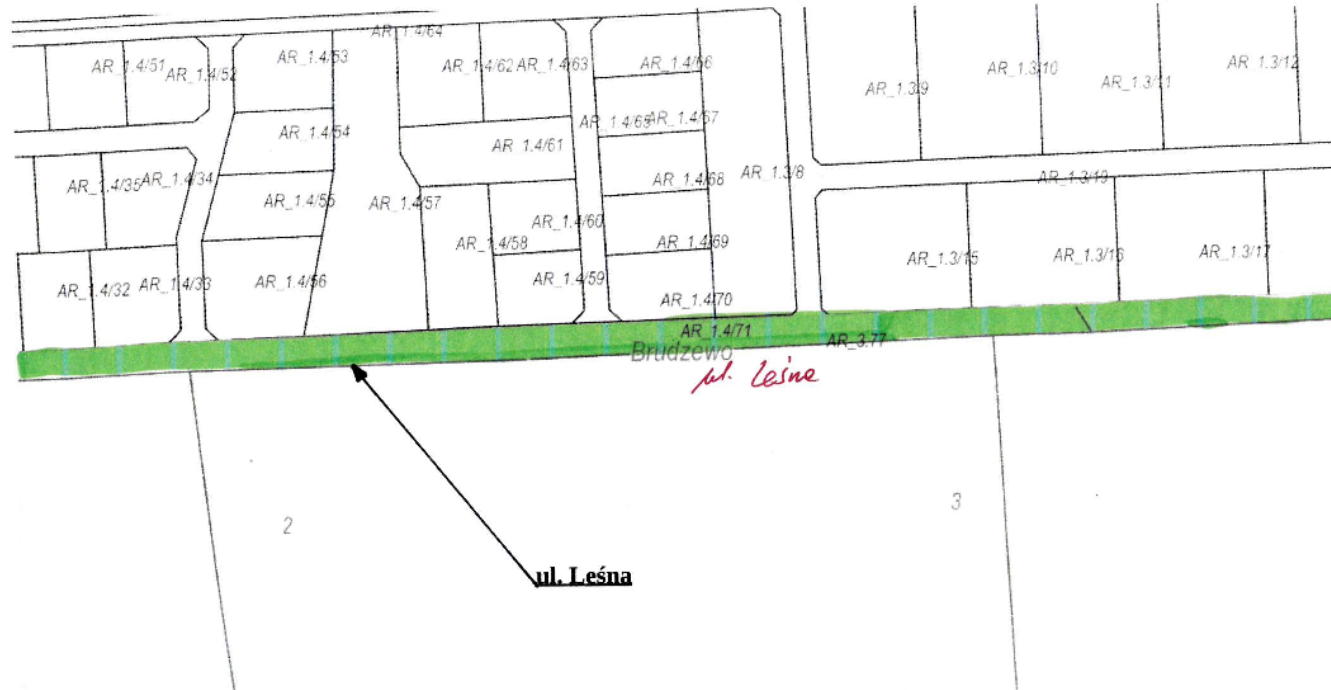 AR_1.4/64
AR_1.4/53
AR_1.4/51
AR_1.4/52
AR_1.4/62
AR_1.4/63
AR_1.4/66
AR_1.3/9
AR_1.3/10
AR_1.3/11
AR_1.3/12
AR_1.4/54
AR_1.4/65
AR_1.4/67
AR_1.4/61
AR_1.4/35
AR_1.4/34
AR_1.4/55
AR_1.4/57
AR_1.4/68
AR_1.3/8
AR_1.3/19
AR_1.4/58
AR_1.4/60
AR_1.4/69
AR_1.3/15
AR_1.3/16
AR_1.3/17
AR_1.4/32
AR_1.4/33
AR_1.4/56
AR_1.4/59
AR_1.4/70
AR_1.4/71
AR_3.77
Brudzewo
ul. Leśna
2
3
ul. Leśna